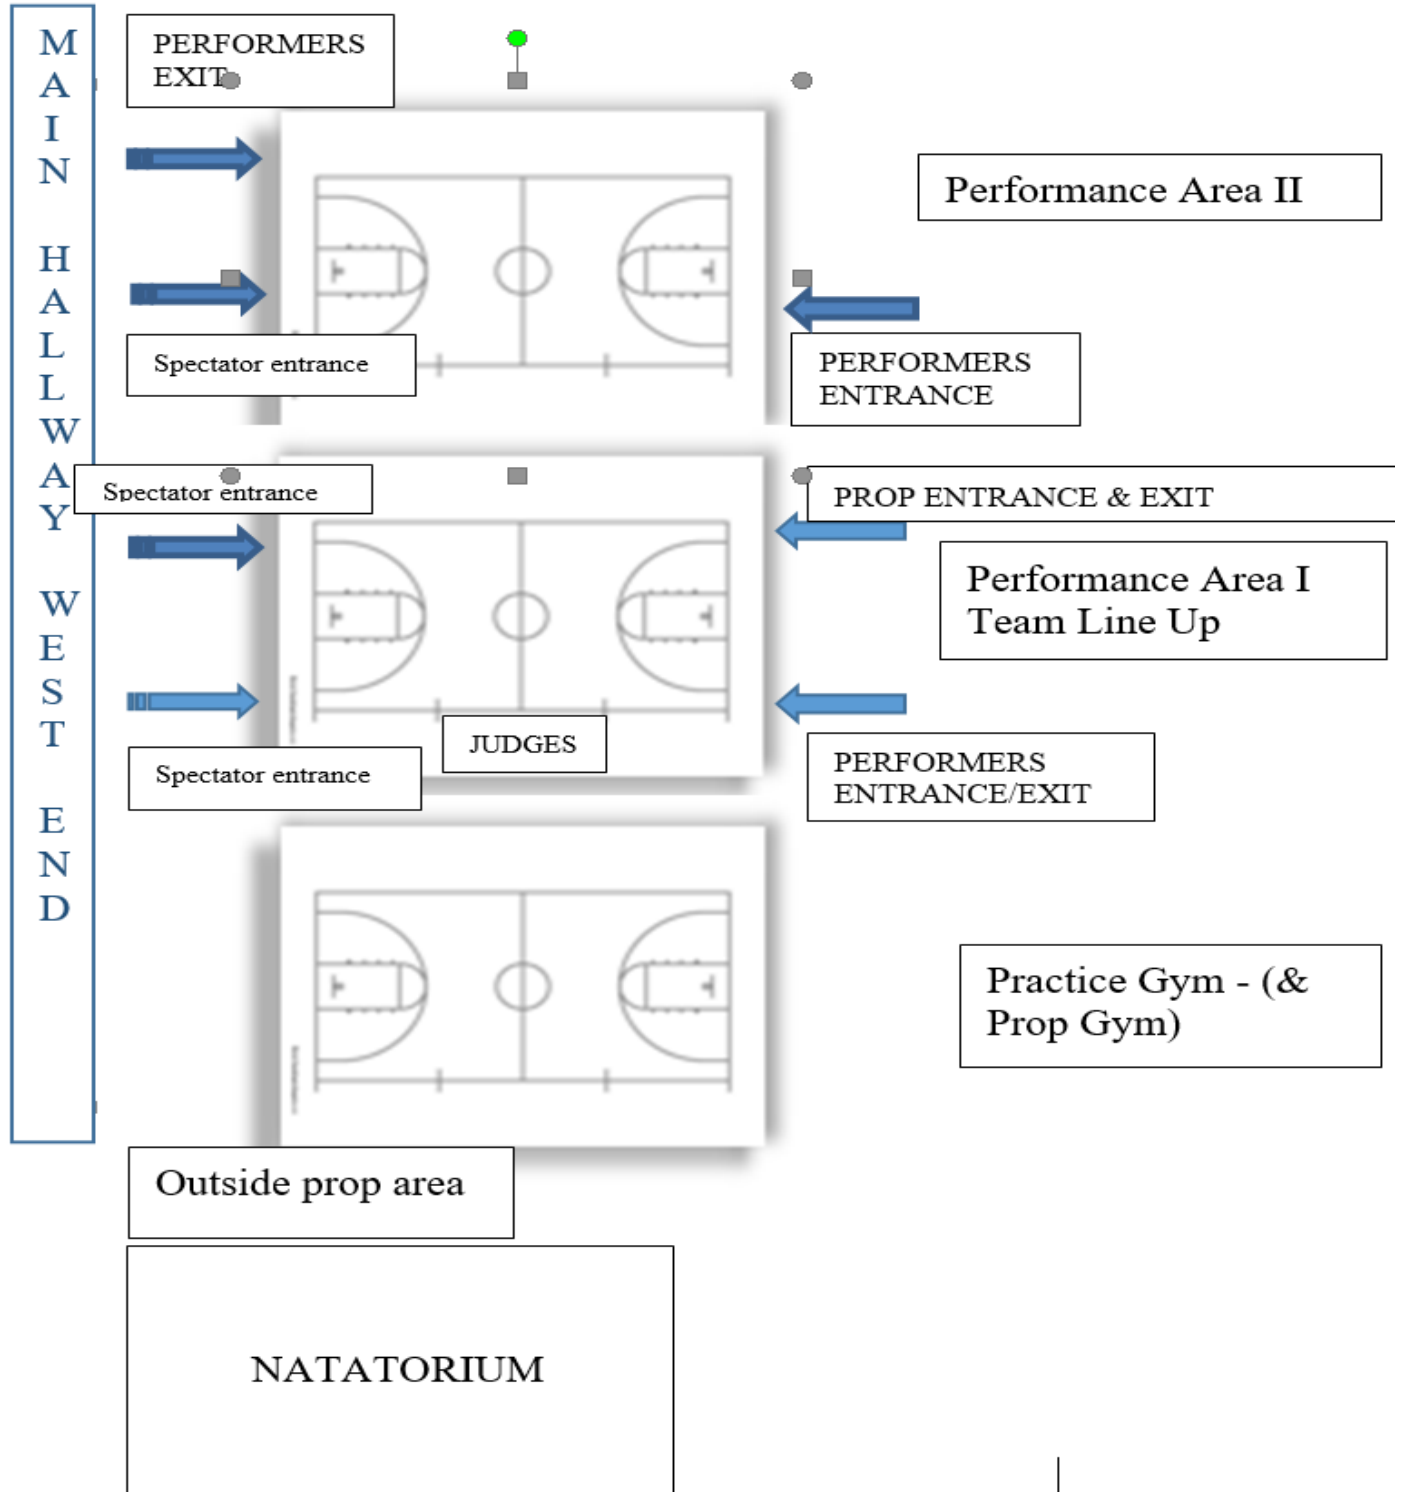 MAIN HALLWAY WEST END
PERFORMERS
EXIT
Performance Area II
Spectator entrance
PERFORMERS
ENTRANCE
Spectator entrance
PROP ENTRANCE & EXIT
Performance Area I
Team Line Up
JUDGES
Spectator entrance
PERFORMERS
ENTRANCE/EXIT
Practice Gym - (&
Prop Gym)
Outside prop area
NATATORIUM